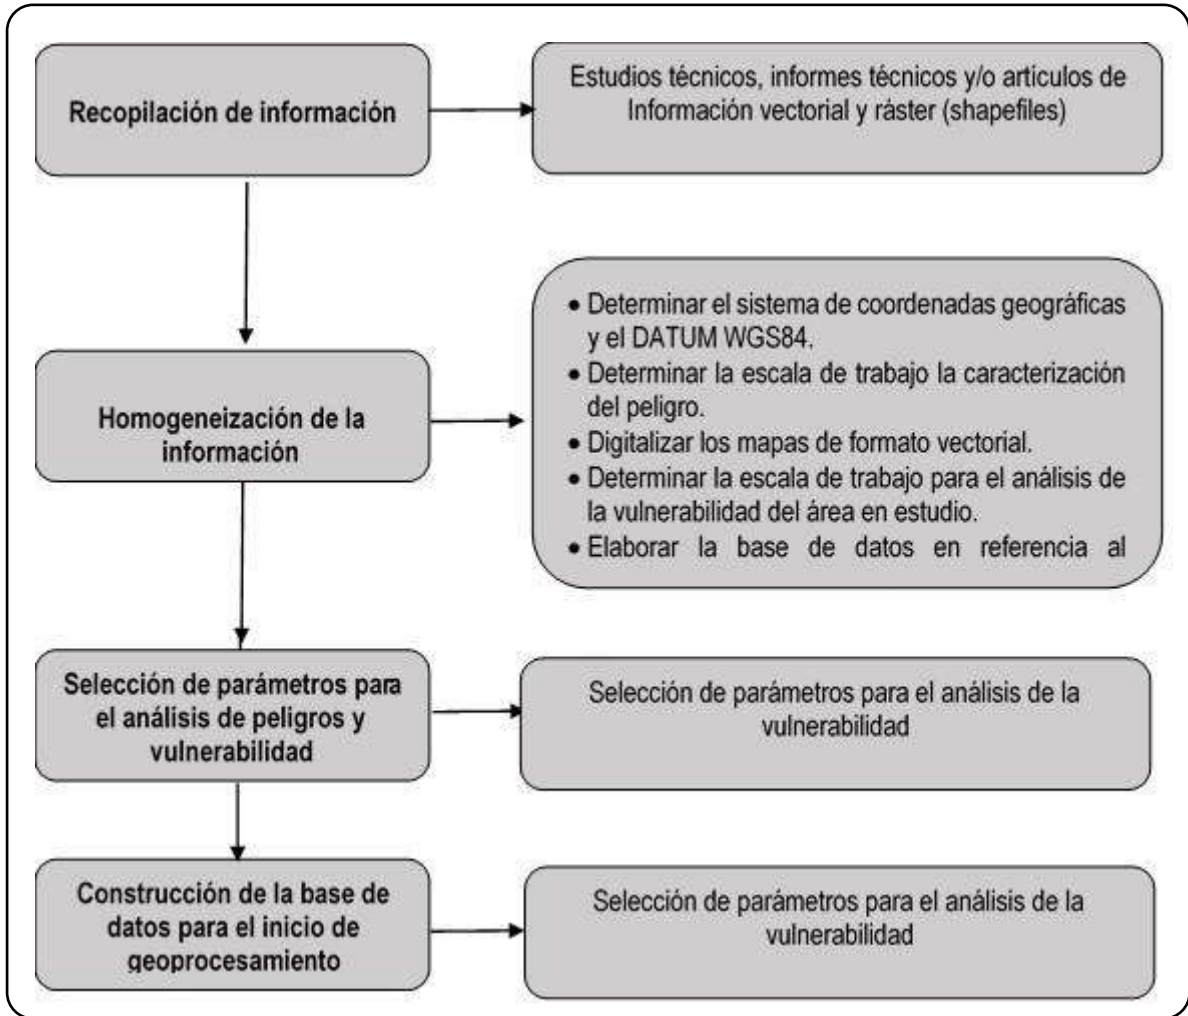 Recopilación de información
Estudios técnicos, informes técnicos y/o artículos de
Información vectorial y ráster (shapefiles)
Homogeneización de la
información
• Determinar el sistema de coordenadas geográficas
y el DATUM WGS84.
• Determinar la escala de trabajo la caracterización
del peligro.
• Digitalizar los mapas de formato vectorial.
• Determinar la escala de trabajo para el análisis de
la vulnerabilidad del área en estudio.
• Elaborar la base de datos en referencia al
Selección de parámetros para
el análisis de peligros y
vulnerabilidad
Selección de parámetros para el análisis de la
vulnerabilidad
Construcción de la base de
datos para el inicio de
geoprocesamiento
Selección de parámetros para el análisis de la
vulnerabilidad